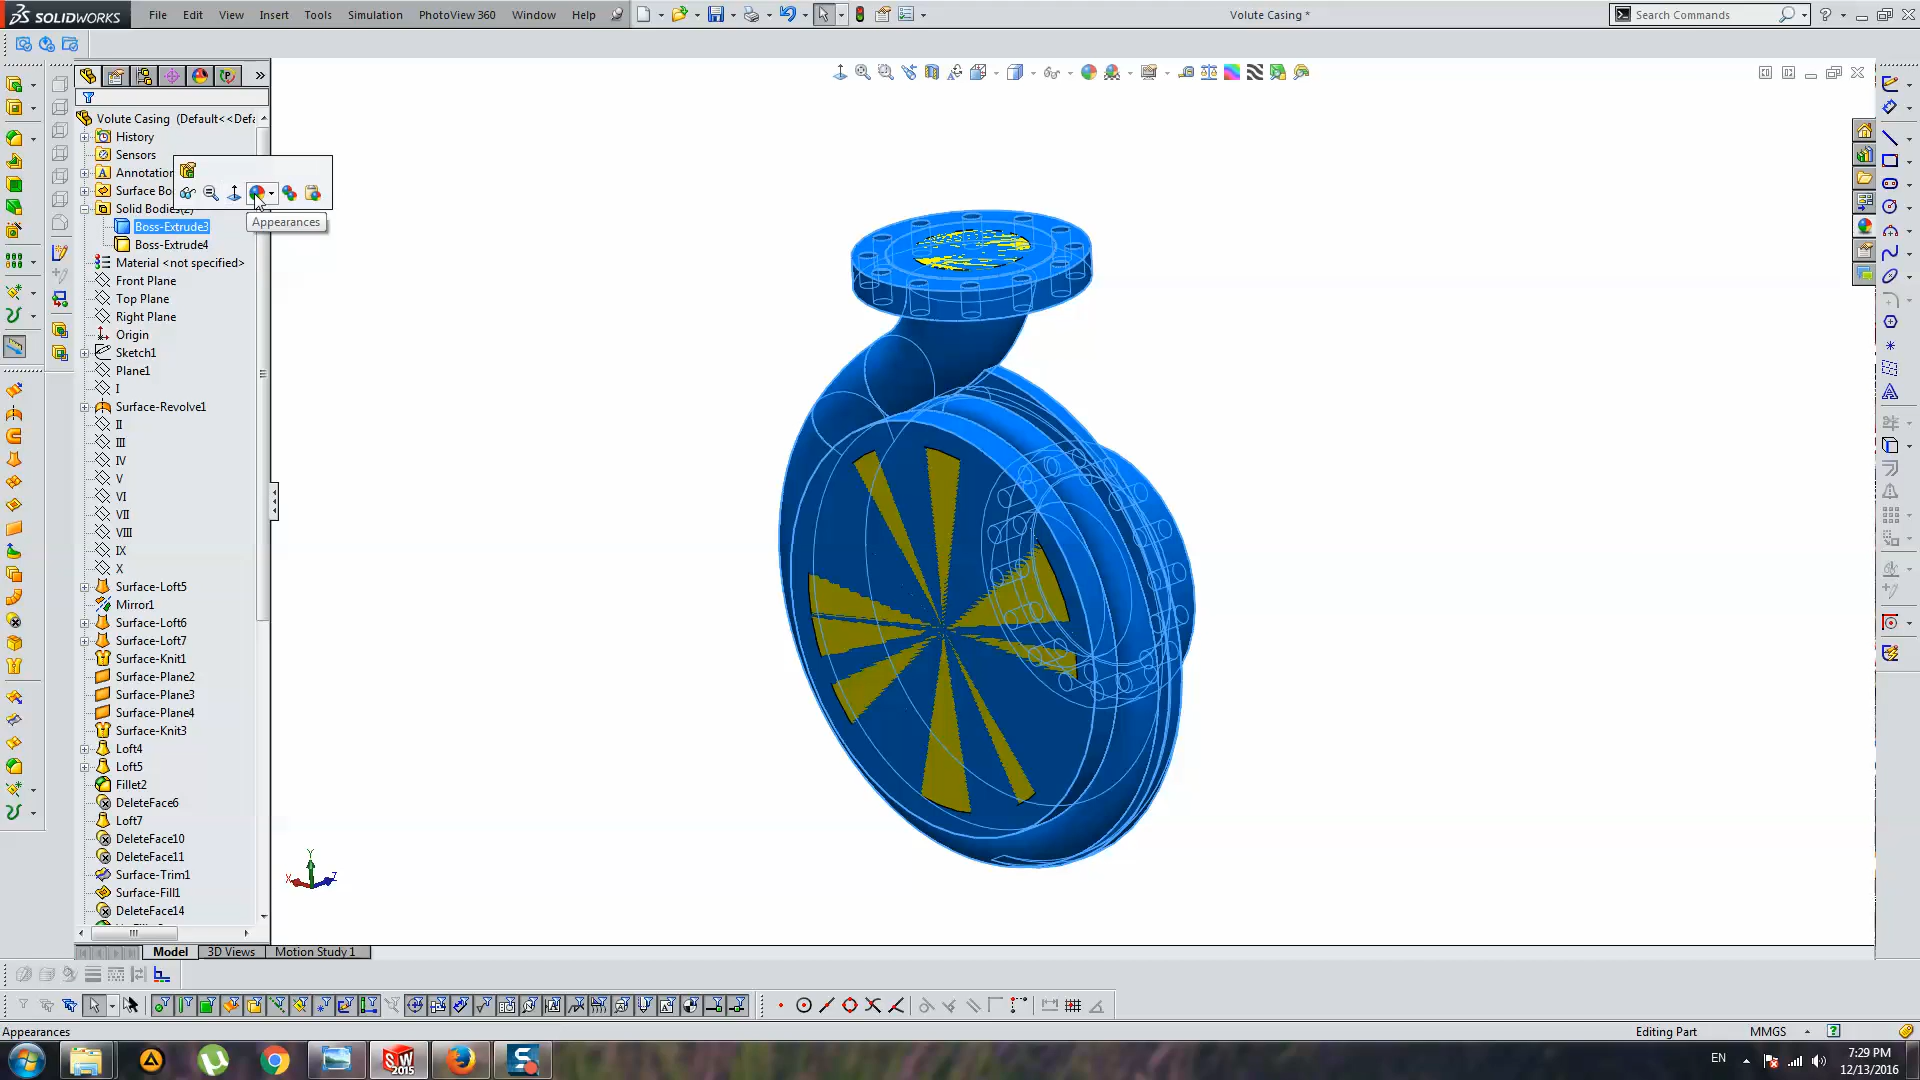 SOLIDWORKS
File Edit View Insert Tools Simulation PhotoView 360 Window Help
Volute Casing *
Search Commands
Volute Casing (Default<<Defa
History
Sensors
Annotation
Surface Bo
Solid Bodies(2)
Appearances
Boss-Extrude3
Boss-Extrude4
Material <not specified>
Front Plane
Top Plane
Right Plane
Origin
Sketch1
Plane1
I
Surface-Revolve1
II
III
IV
V
VI
VII
VIII
IX
X
Surface-Loft5
Mirror1
Surface-Loft6
Surface-Loft7
Surface-Knit1
Surface-Plane2
Surface-Plane3
Surface-Plane4
Surface-Knit3
Loft4
Loft5
Fillet2
DeleteFace6
Loft7
DeleteFace10
DeleteFace11
Surface-Trim1
Surface-Fill1
DeleteFace14
Y
X
Z
Model 3D Views Motion Study 1
Appearances
Editing Part MMGS
SW
2015
EN
7:29 PM
12/13/2016